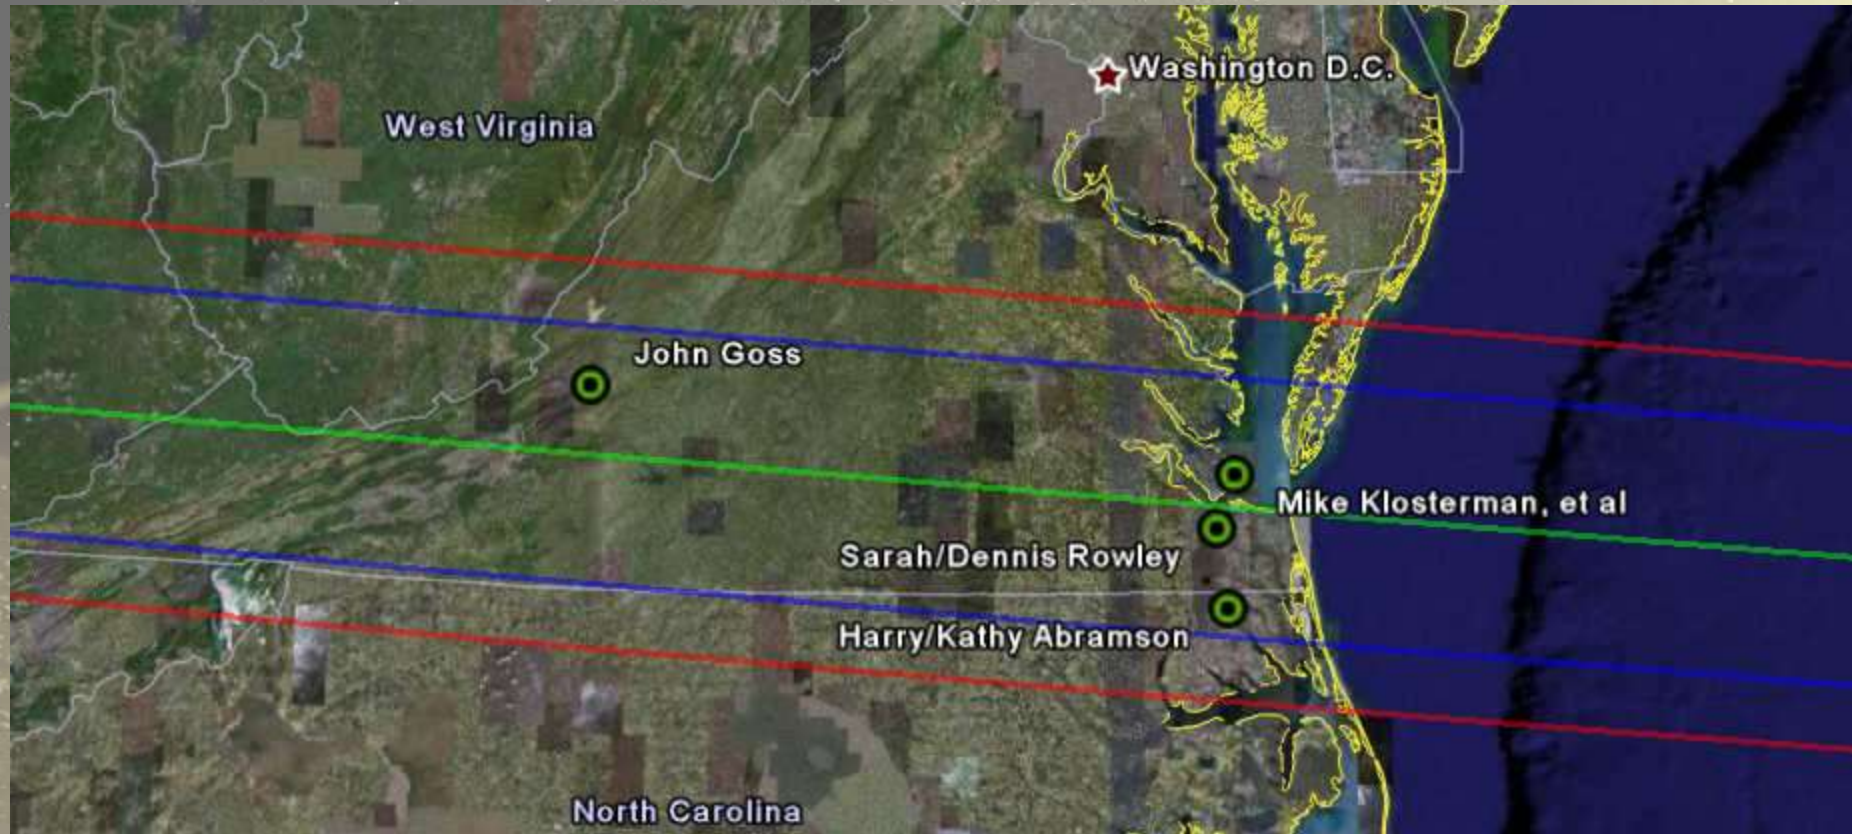 Washington D.C.
West Virginia
John Goss
Mike Klosterman, et al
Sarah/Dennis Rowley
Harry/Kathy Abramson
North Carolina